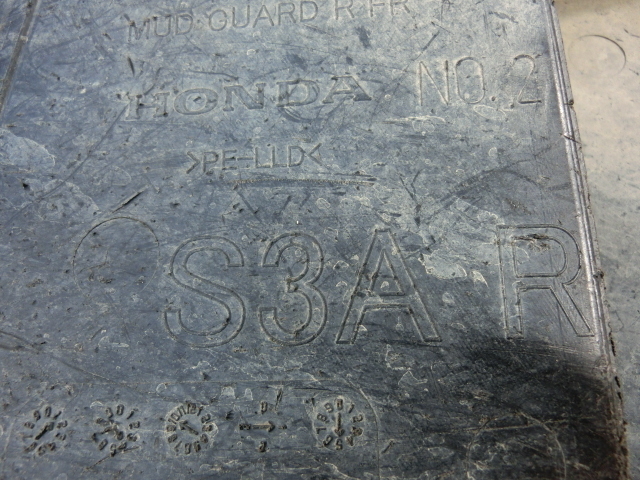 MUD GUARD R FR
HONDA NO. 2
>PE-LLD<
S3A R